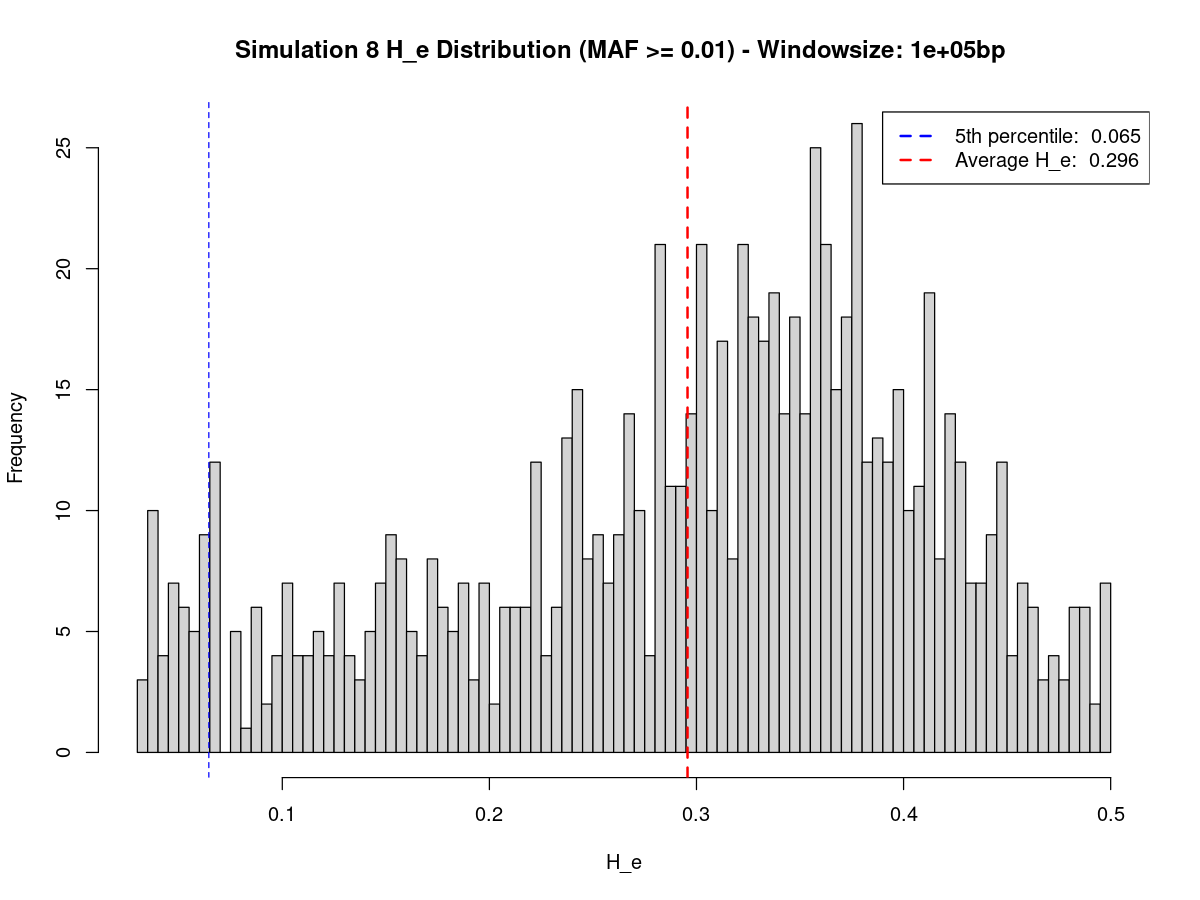 Simulation 8 H_e Distribution (MAF >= 0.01) - Windowsize: 1e+05bp
5th percentile:  0.065
Average H_e:  0.296
Frequency
25
20
15
10
5
0
0.1
0.2
0.3
0.4
0.5
H_e